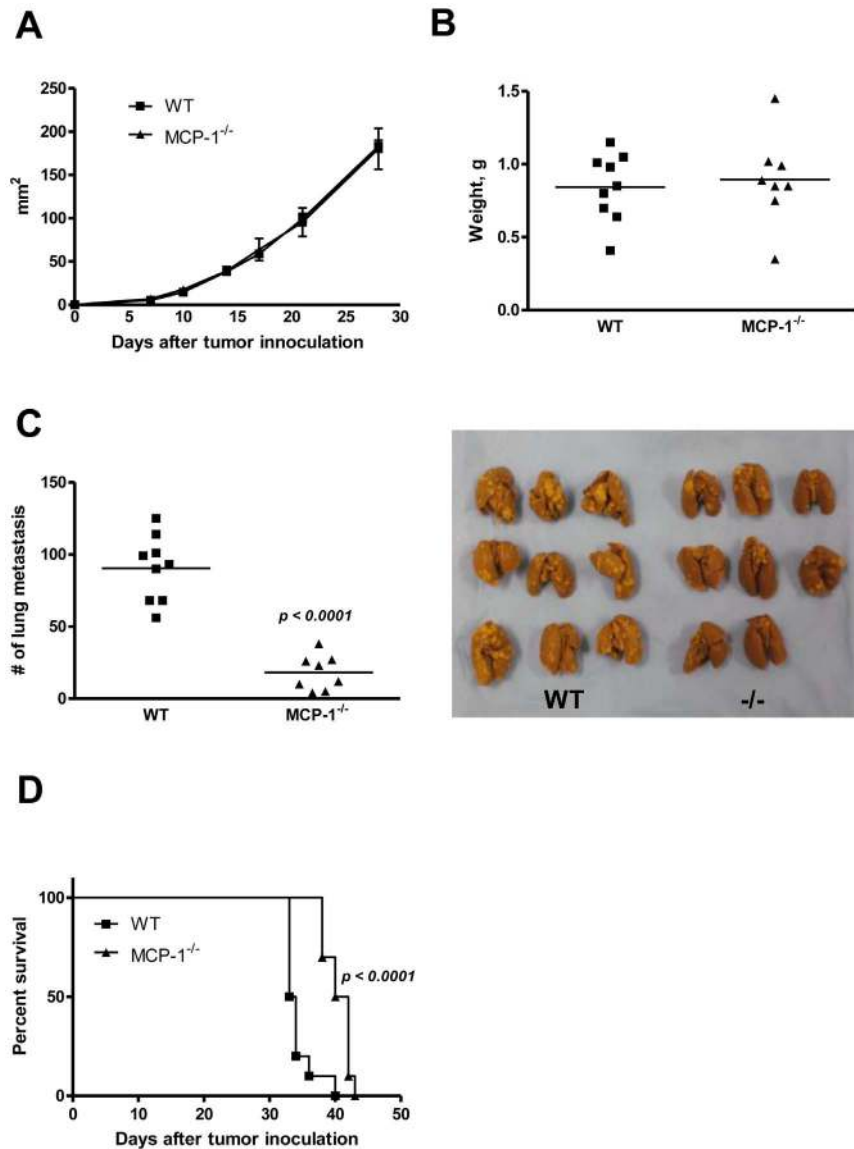 A
mm²
250
200
150
100
50
0
WT
MCP-1⁻/⁻
0 5 10 15 20 25 30
Days after tumor innoculation
B
Weight, g
1.5
1.0
0.5
0.0
WT MCP-1⁻/⁻
C
# of lung metastasis
150
100
50
0
p < 0.0001
WT MCP-1⁻/⁻
WT -/-
D
Percent survival
100
50
0
WT
MCP-1⁻/⁻
p < 0.0001
0 10 20 30 40 50
Days after tumor inoculation